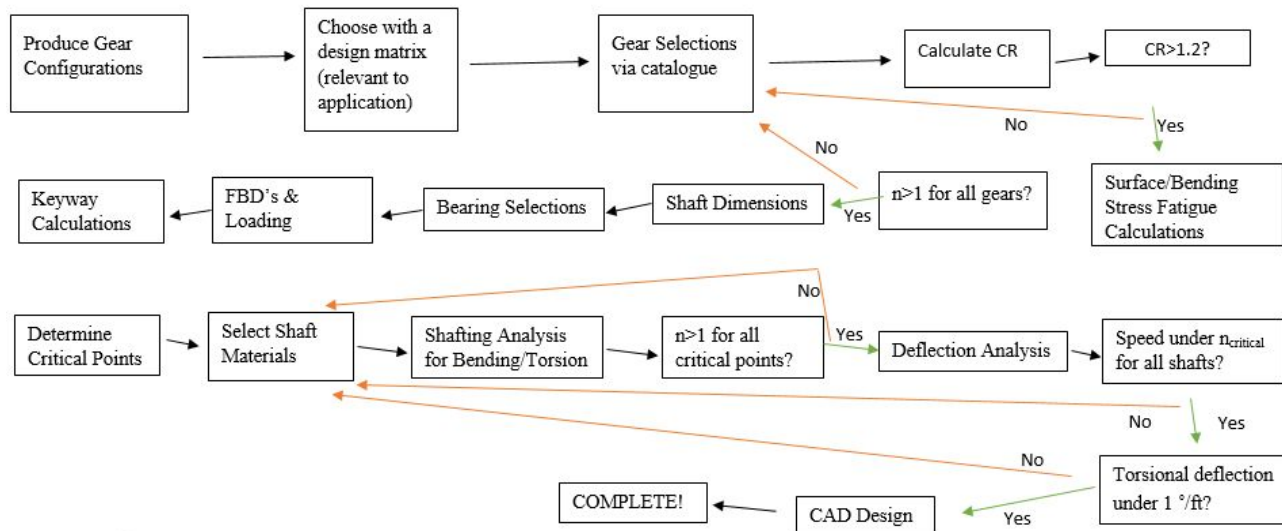 Produce Gear
Configurations
Choose with a
design matrix
(relevant to
application)
Gear Selections
via catalogue
Calculate CR
CR>1.2?
No
Yes
No
Keyway
Calculations
FBD's &
Loading
Bearing Selections
Shaft Dimensions
Yes
n>1 for all gears?
Surface/Bending
Stress Fatigue
Calculations
No
Determine
Critical Points
Select Shaft
Materials
Shafting Analysis
for Bending/Torsion
n>1 for all
critical points?
Yes
Deflection Analysis
Speed under ncritical
for all shafts?
No
Yes
No
Torsional deflection
under 1 °/ft?
Yes
CAD Design
COMPLETE!